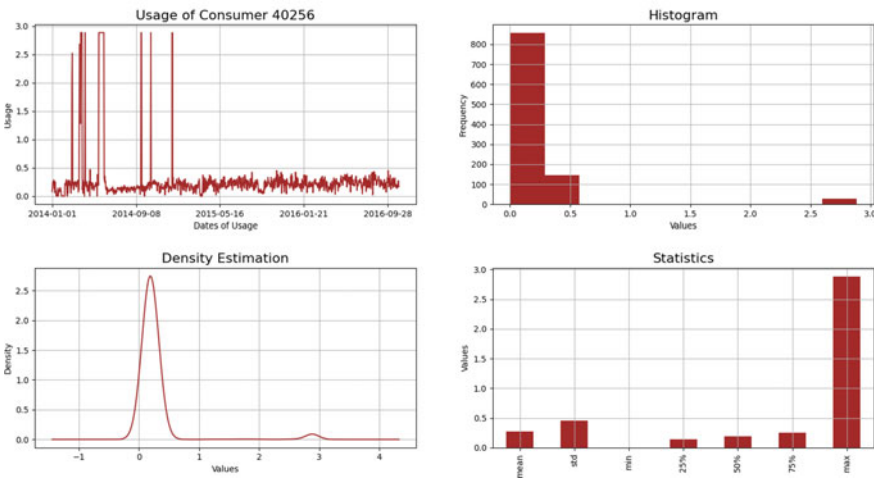 Usage of Consumer 40256
3.0
2.5
2.0
1.5
1.0
0.5
0.0
Usage
2014-01-01 2014-09-08 2015-05-16 2016-01-21 2016-09-28
Dates of Usage
Histogram
800
700
600
500
400
300
200
100
0
Frequency
0.0 0.5 1.0 1.5 2.0 2.5 3.0
Values
Density Estimation
2.5
2.0
1.5
1.0
0.5
0.0
Density
−1 0 1 2 3 4
Values
Statistics
3.0
2.5
2.0
1.5
1.0
0.5
0.0
Values
mean std min 25% 50% 75% max